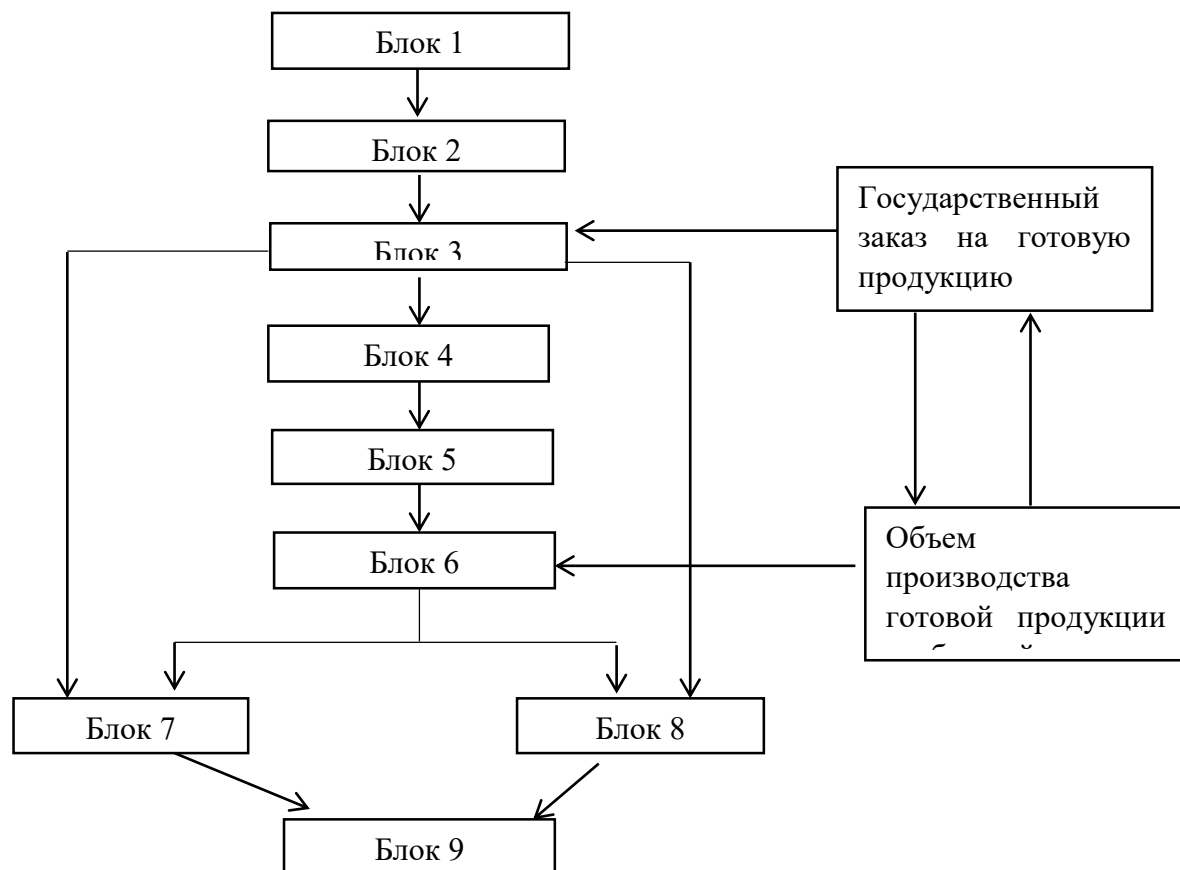 Блок 1
Блок 2
Государственный
заказ на готовую
продукцию
Блок 3
Блок 4
Блок 5
Блок 6
Объем
производства
готовой продукции
Блок 7
Блок 8
Блок 9